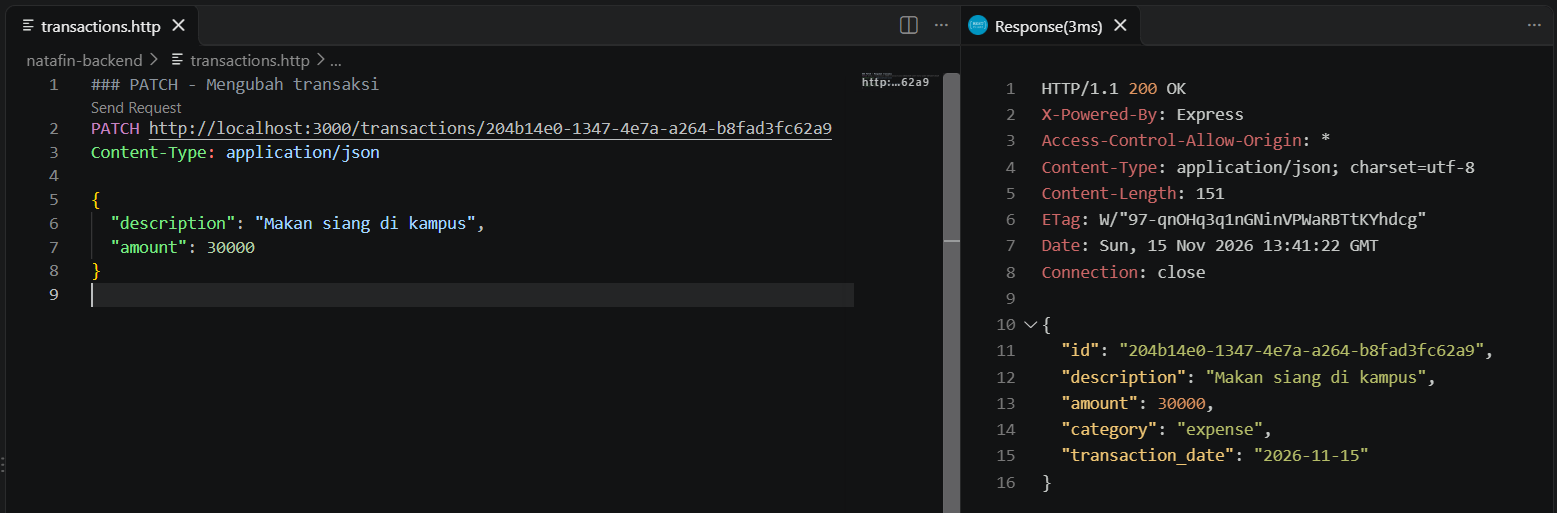 transactions.http
natafin-backend > transactions.http > ...
1 ### PATCH - Mengubah transaksi
Send Request
2 PATCH http://localhost:3000/transactions/204b14e0-1347-4e7a-a264-b8fad3fc62a9
3 Content-Type: application/json
4
5 {
6 "description": "Makan siang di kampus",
7 "amount": 30000
8 }
9
http:...62a9
Response(3ms)
1 HTTP/1.1 200 OK
2 X-Powered-By: Express
3 Access-Control-Allow-Origin: *
4 Content-Type: application/json; charset=utf-8
5 Content-Length: 151
6 ETag: W/"97-qnOHq3q1nGNinVPWaRBTtKYhdcg"
7 Date: Sun, 15 Nov 2026 13:41:22 GMT
8 Connection: close
9
10 {
11 "id": "204b14e0-1347-4e7a-a264-b8fad3fc62a9",
12 "description": "Makan siang di kampus",
13 "amount": 30000,
14 "category": "expense",
15 "transaction_date": "2026-11-15"
16 }